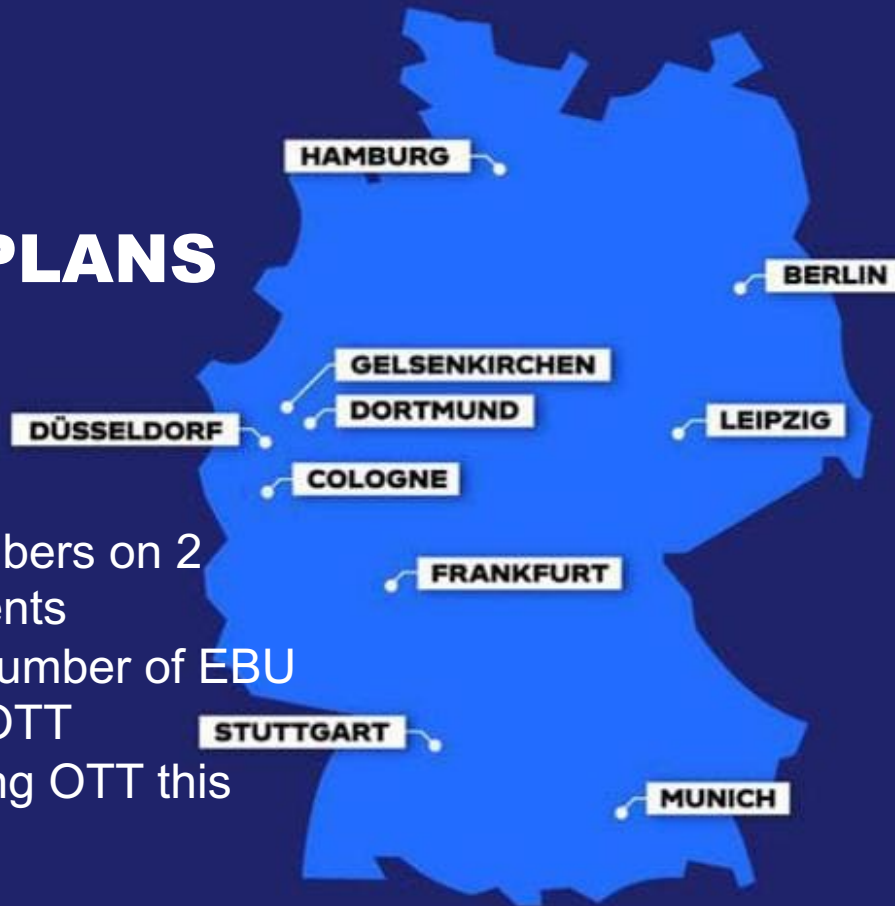 HAMBURG
PLANS
BERLIN
GELSENKIRCHEN
DORTMUND
LEIPZIG
DÜSSELDORF
COLOGNE
bers on 2
FRANKFURT
ents
umber of EBU
OTT
STUTTGART
ng OTT this
MUNICH